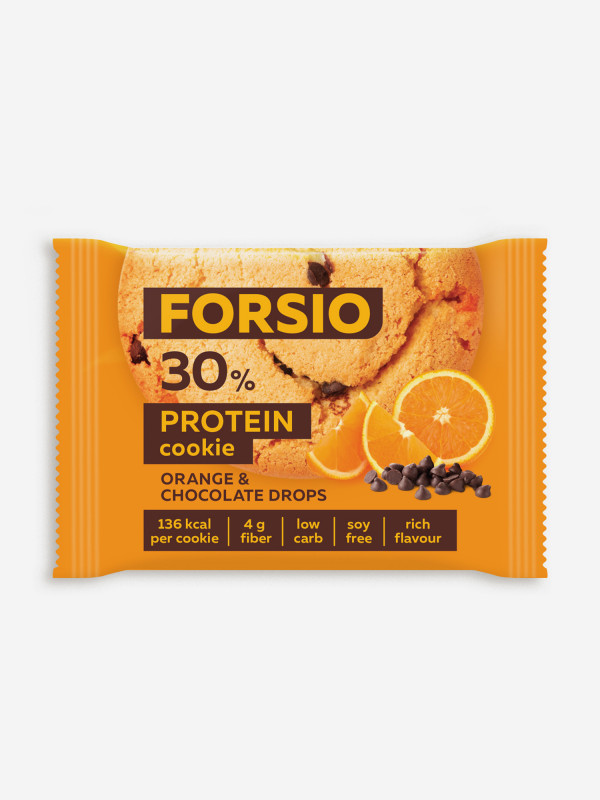 FORSIO
30%
PROTEIN
cookie
ORANGE &
CHOCOLATE DROPS
136 kcal per cookie
4 g fiber
low carb
soy free
rich flavour